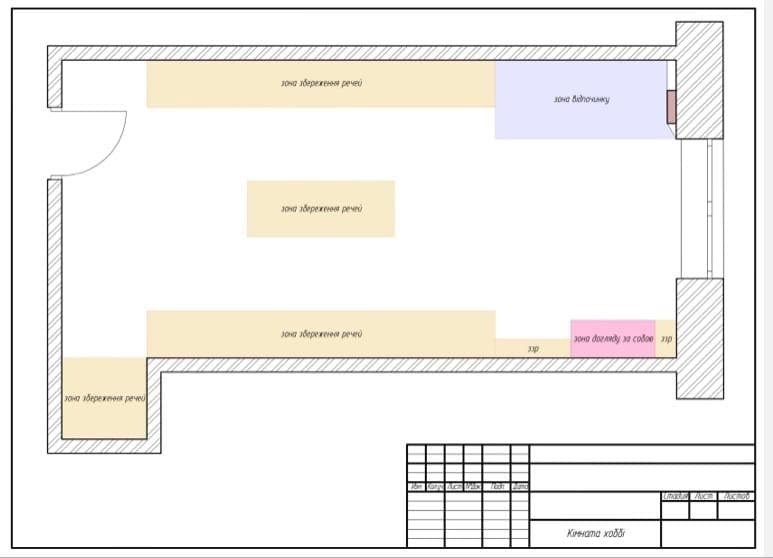 зона збереження речей
зона відпочинку
зона збереження речей
зона збереження речей
ззр
зона догляду за собою
ззр
зона збереження речей
Изм. Кол.уч Лист №Док. Подп. Дата
Стадия Лист Листов
Кімната хоббі